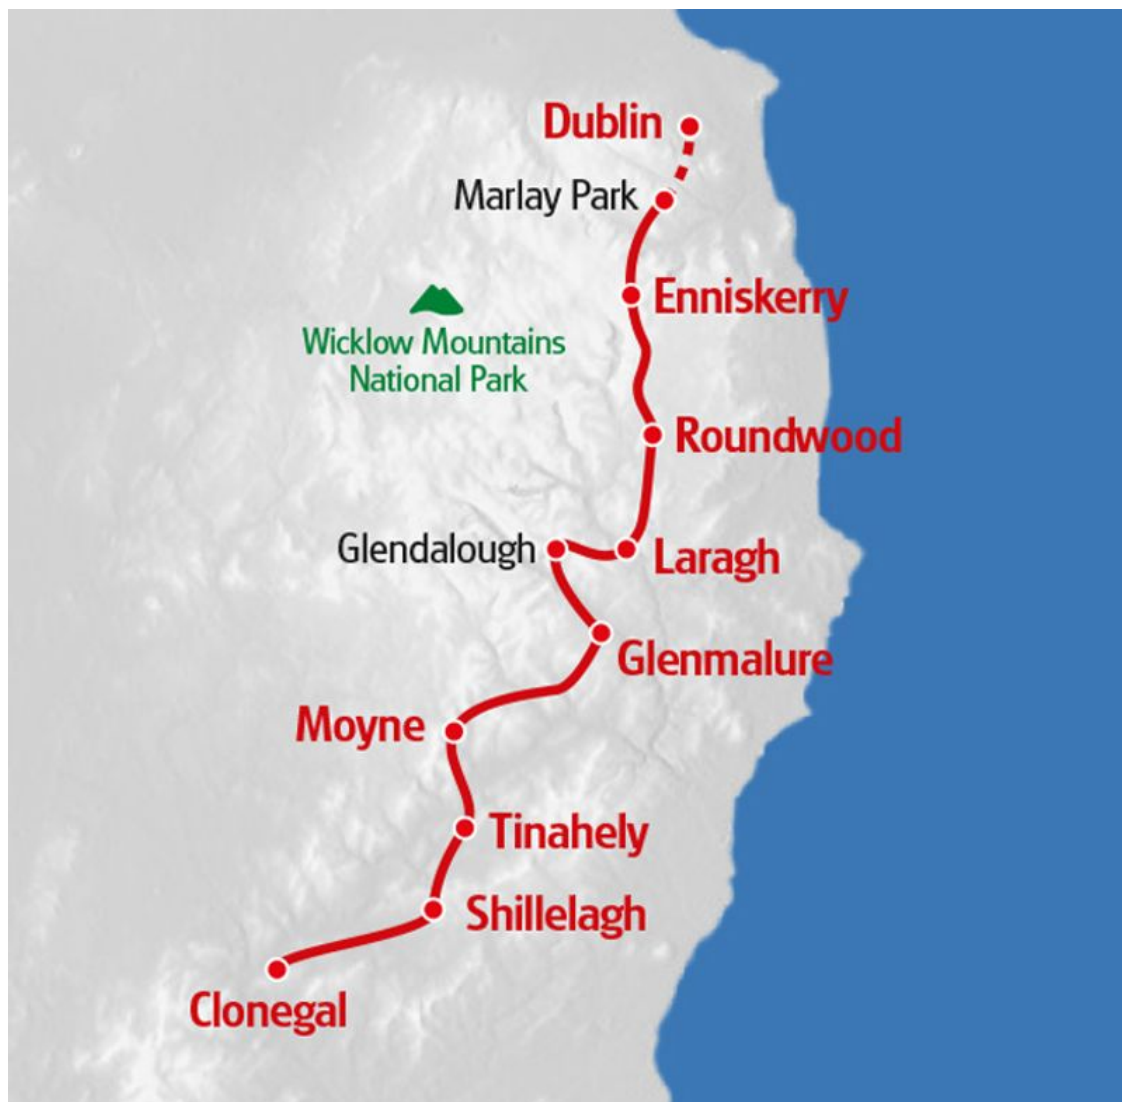 Dublin
Marlay Park
Enniskerry
Wicklow Mountains
National Park
Roundwood
Glendalough
Laragh
Glenmalure
Moyne
Tinahely
Shillelagh
Clonegal